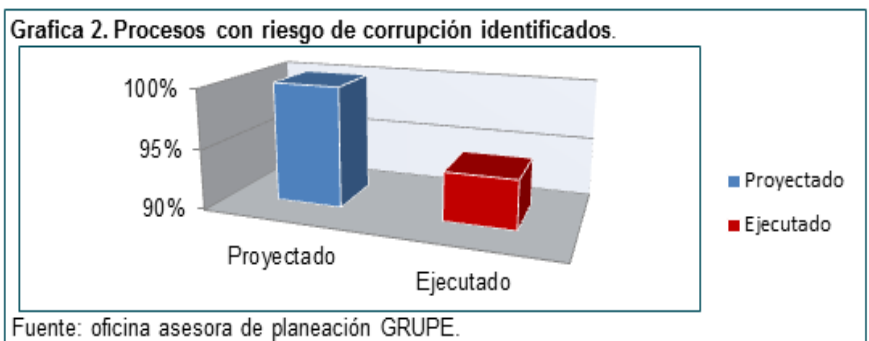 Grafica 2. Procesos con riesgo de corrupción identificados.
100%
95%
90%
Proyectado
Ejecutado
Proyectado
Ejecutado
Fuente: oficina asesora de planeación GRUPE.